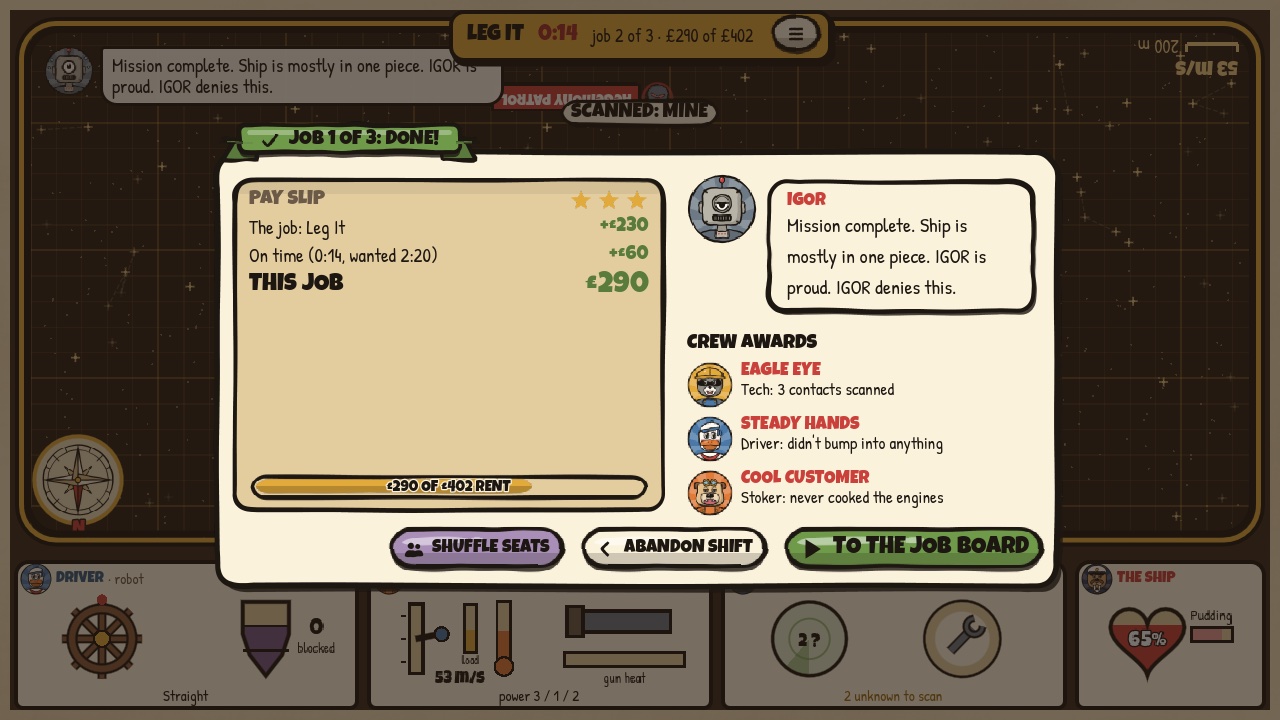 LEG IT 0:14 job 2 of 3 · £290 of £402
Mission complete. Ship is mostly in one piece. IGOR is
proud. IGOR denies this.
200 m
53 m/s
HEGEMONY PATROL
SCANNED: MINE
JOB 1 OF 3: DONE!
PAY SLIP
The job: Leg It +£230
On time (0:14, wanted 2:20) +£60
THIS JOB £290
£290 OF £402 RENT
IGOR
Mission complete. Ship is
mostly in one piece. IGOR is
proud. IGOR denies this.
CREW AWARDS
EAGLE EYE
Tech: 3 contacts scanned
STEADY HANDS
Driver: didn't bump into anything
COOL CUSTOMER
Stoker: never cooked the engines
SHUFFLE SEATS
ABANDON SHIFT
TO THE JOB BOARD
N
DRIVER · robot
0
blocked
Straight
load
53 m/s
gun heat
power 3 / 1 / 2
2 ?
2 unknown to scan
THE SHIP
65%
Pudding